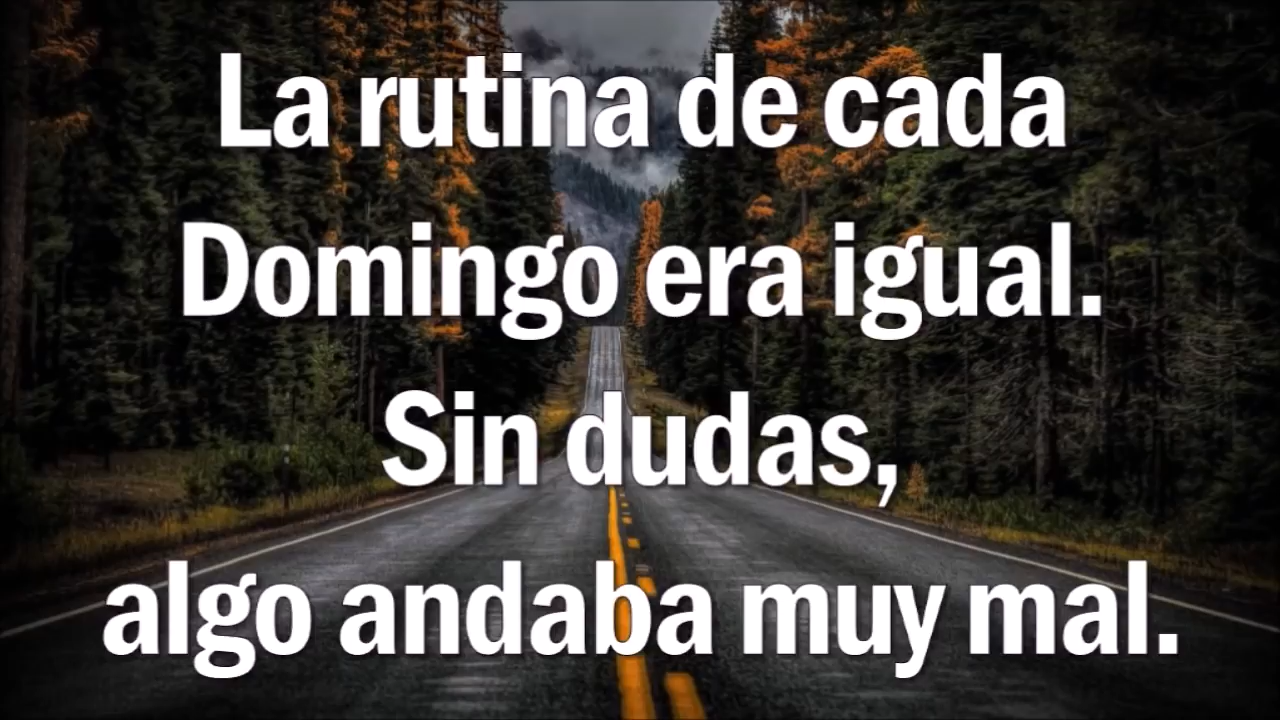 La rutina de cada
Domingo era igual.
Sin dudas,
algo andaba muy mal.